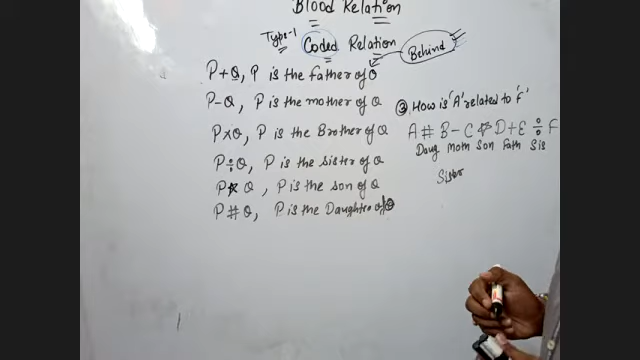 Blood Relation
Type-1
Coded Relation
Behind
P+Q, P is the father of Q
P-Q, P is the mother of Q
P×Q, P is the Brother of Q
P÷Q, P is the sister of Q
P☆Q, P is the son of Q
P#Q, P is the Daughter of Q
③ How is 'A' related to 'F'
A # B - C ☆ D + E ÷ F
Daug Moth Son Fath Sis
Sister